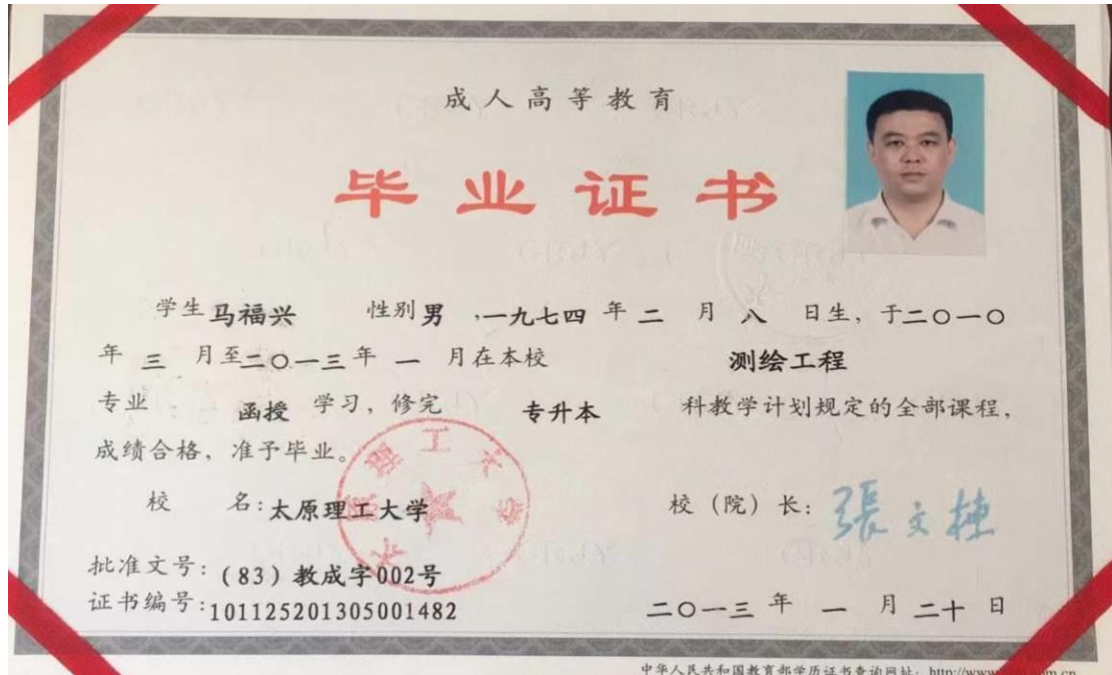 成人高等教育
毕业证书
学生 马福兴 性别 男 ,一九七四 年 二 月 八 日生, 于二〇一〇
年 三 月至二〇一三年 一 月在本校 测绘工程
专业 函授 学习, 修完 专升本 科教学计划规定的全部课程,
成绩合格, 准予毕业。
校 名: 太原理工大学 校 (院) 长: 張文棟
太原理工大学
批准文号: (83) 教成字002号
证书编号: 101125201305001482 二〇一三 年 一 月 二十 日
中华人民共和国教育部学历证书查询网址: http://www